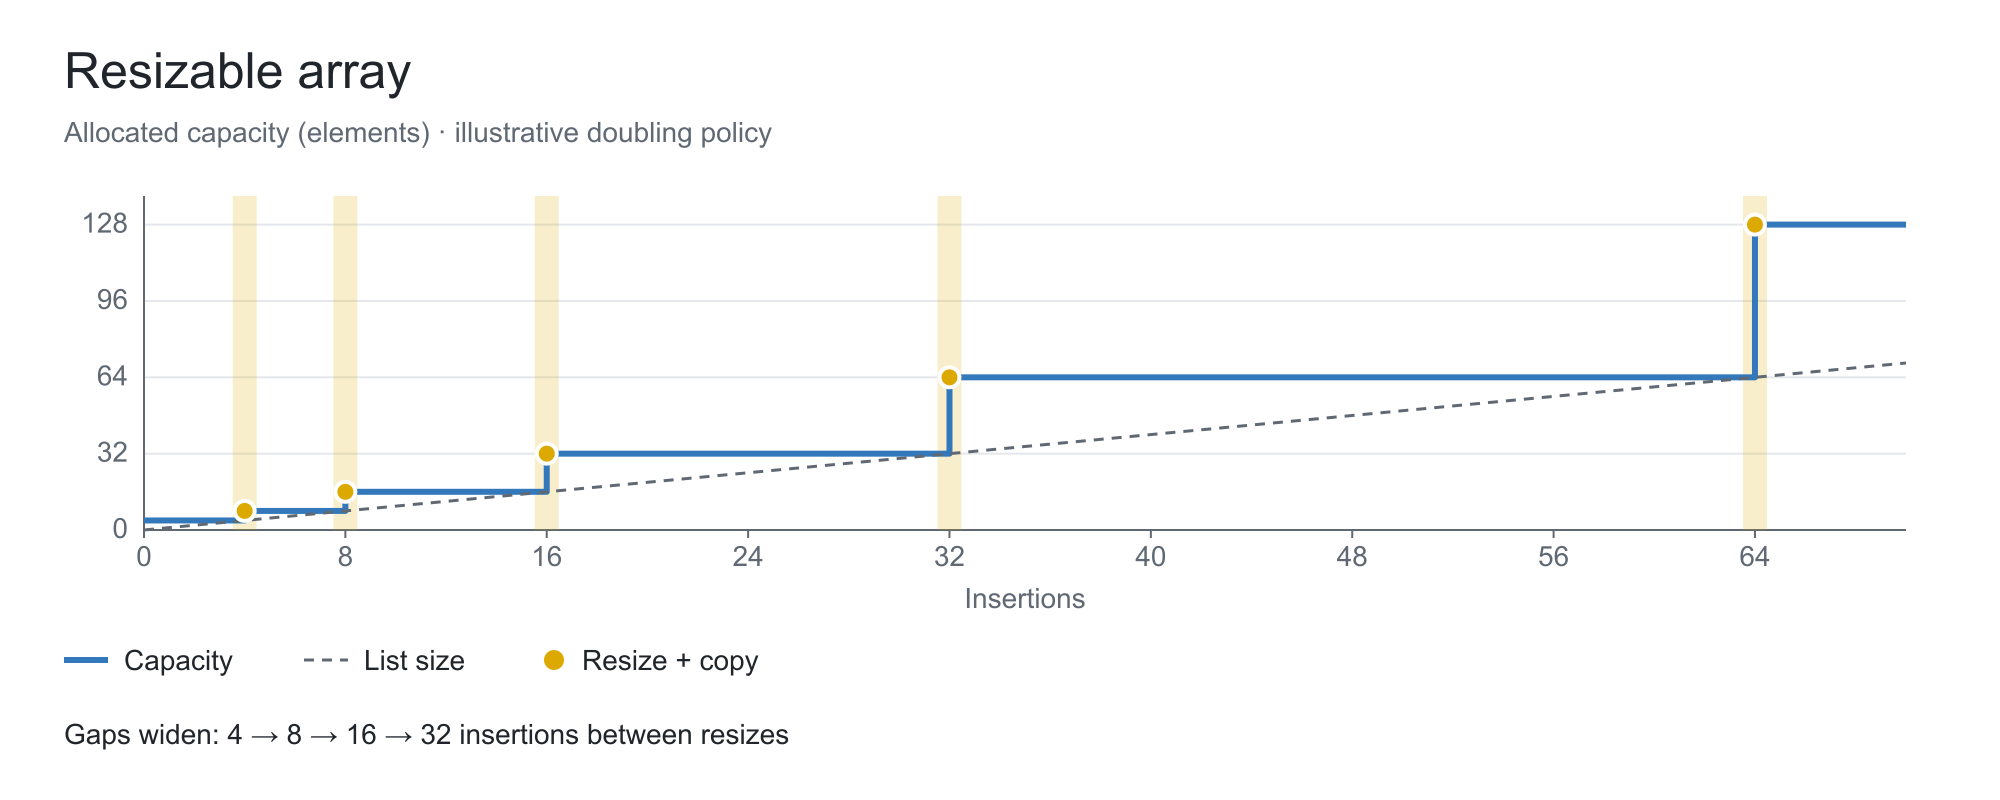 Resizable array
Allocated capacity (elements) · illustrative doubling policy
128
96
64
32
0
0 8 16 24 32 40 48 56 64
Insertions
Capacity List size Resize + copy
Gaps widen: 4 → 8 → 16 → 32 insertions between resizes